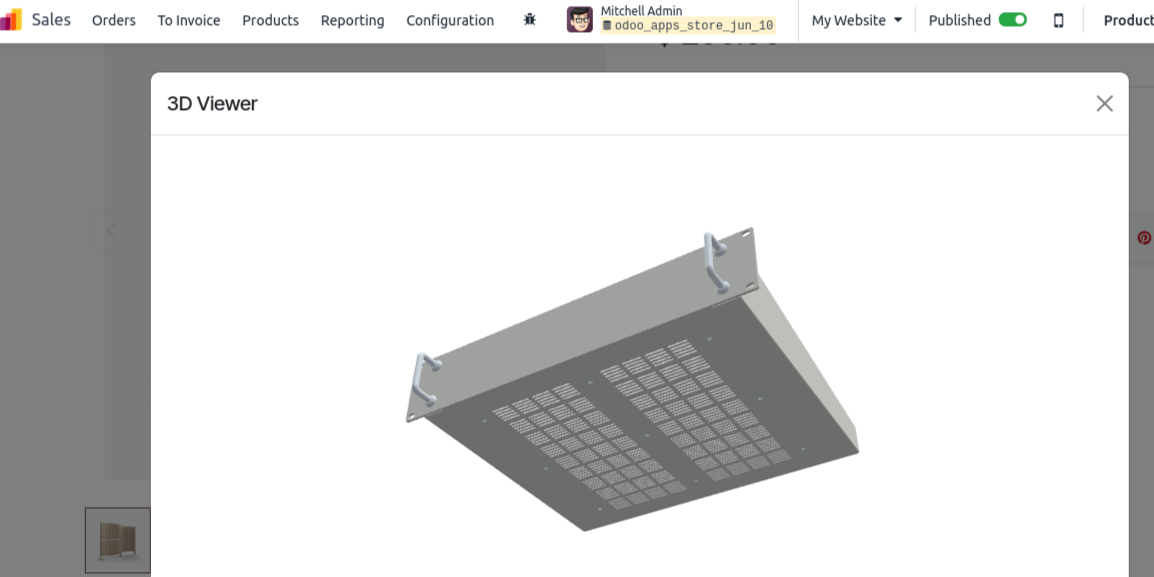 Sales Orders To Invoice Products Reporting Configuration Mitchell Admin My Website Published Product
odoo_apps_store_jun_10
3D Viewer